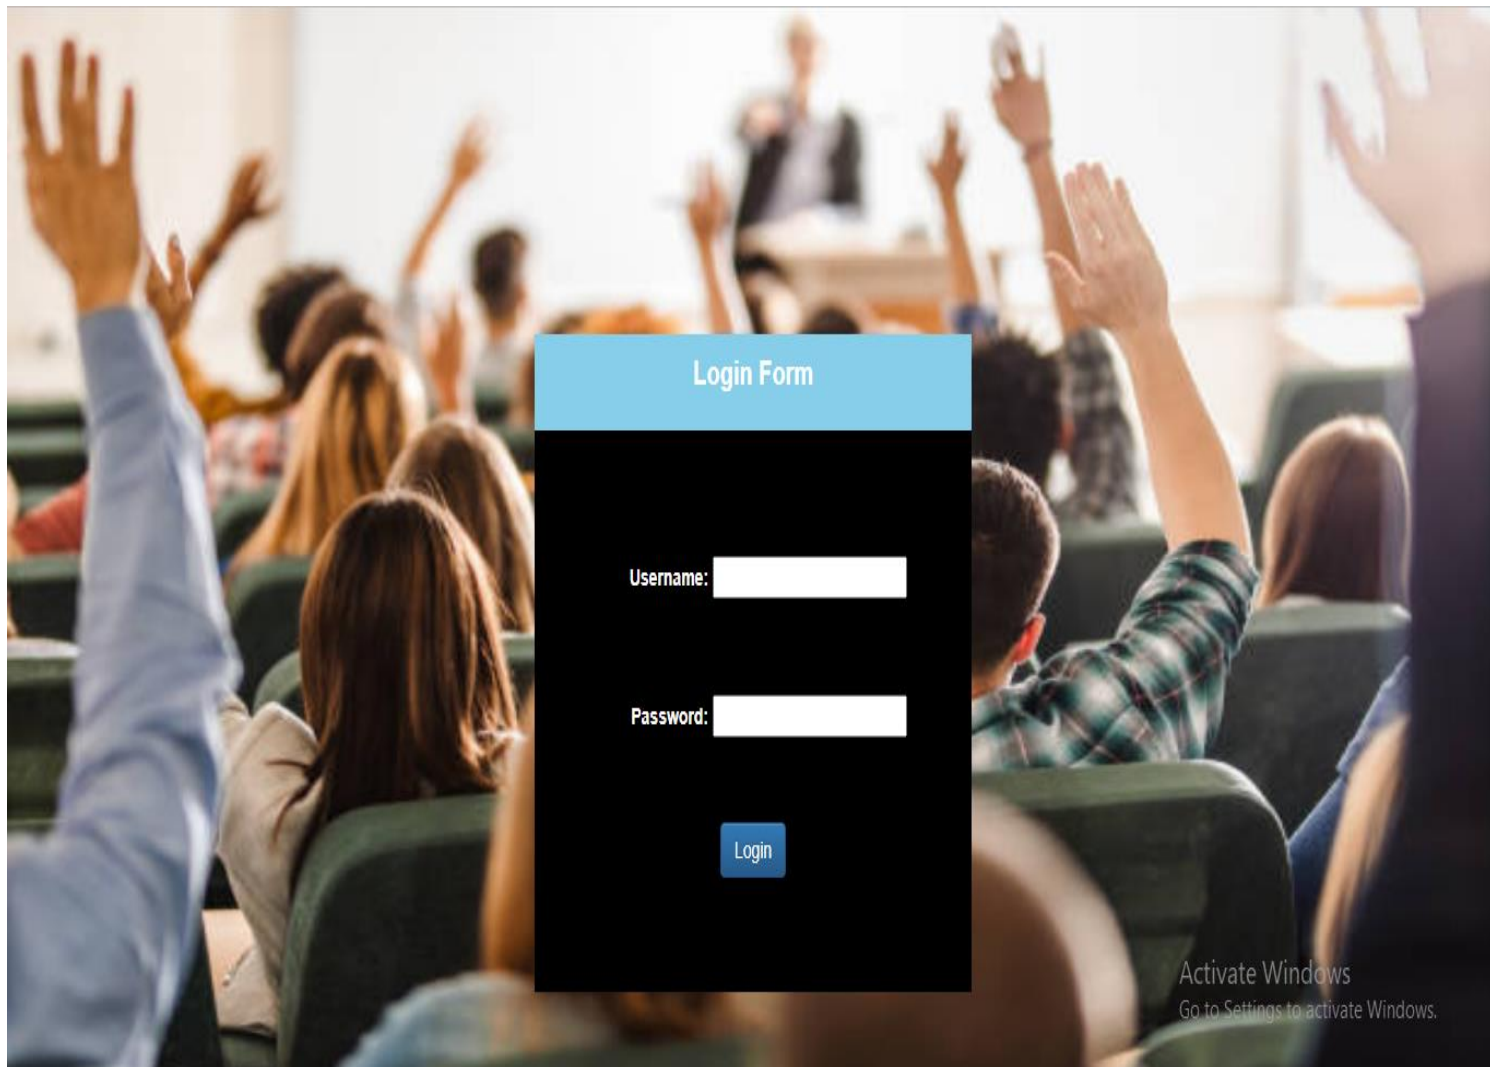 Login Form
Username:
Password:
Login
Activate Windows
Go to Settings to activate Windows.